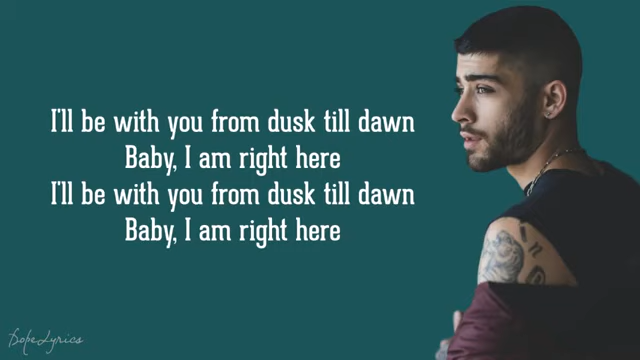 I'll be with you from dusk till dawn
Baby, I am right here
I'll be with you from dusk till dawn
Baby, I am right here
DopeLyrics